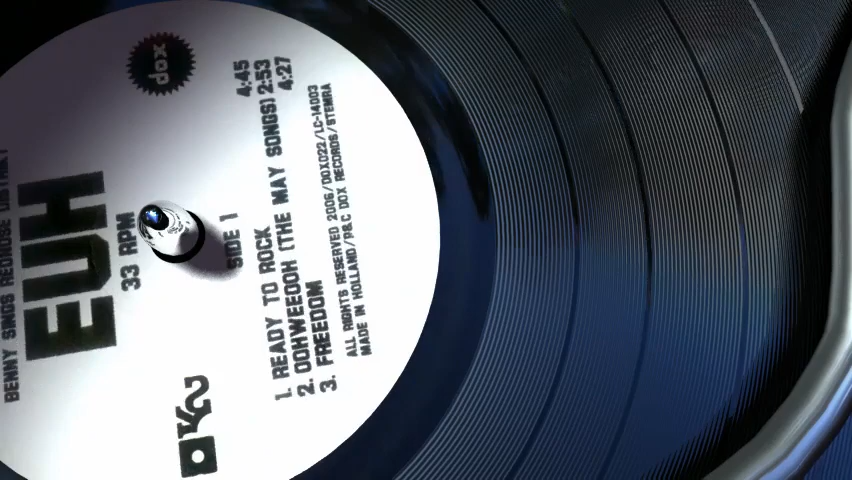 BENNY SINGS REDNOSE DISTRIKT
EUH
33 RPM
SIDE 1
1. READY TO ROCK 4:45
2. OOHWEEOOH (THE MAY SONGS) 2:53
3. FREEDOM 4:27
ALL RIGHTS RESERVED 2006/DOX022/LC-14003
MADE IN HOLLAND/P&C DOX RECORDS/STEMRA
dox